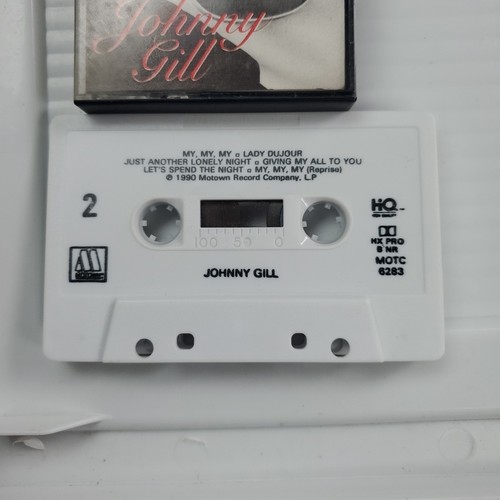 Johnny
Gill
MY, MY, MY ▫ LADY DUJOUR
JUST ANOTHER LONELY NIGHT ▫ GIVING MY ALL TO YOU
LET'S SPEND THE NIGHT ▫ MY, MY, MY (Reprise)
℗ 1990 Motown Record Company, L.P
2
HQ
HIGH QUALITY
100 50 0
HX PRO
B NR
MOTC
6283
M
JOHNNY GILL